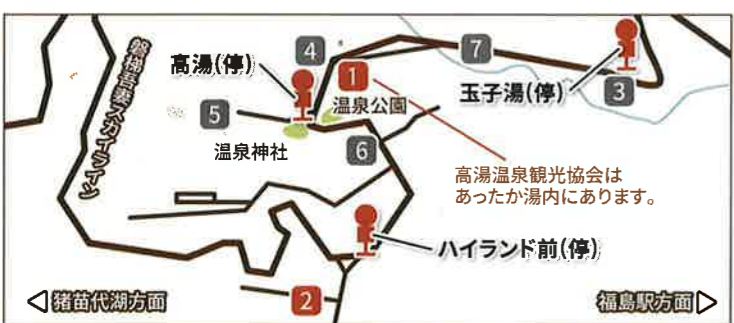 4
7
高湯(停)
1
玉子湯(停)
3
温泉公園
5
温泉神社
6
磐梯吾妻スカイライン
高湯温泉観光協会は
あったか湯内にあります。
ハイランド前(停)
2
猪苗代湖方面
福島駅方面